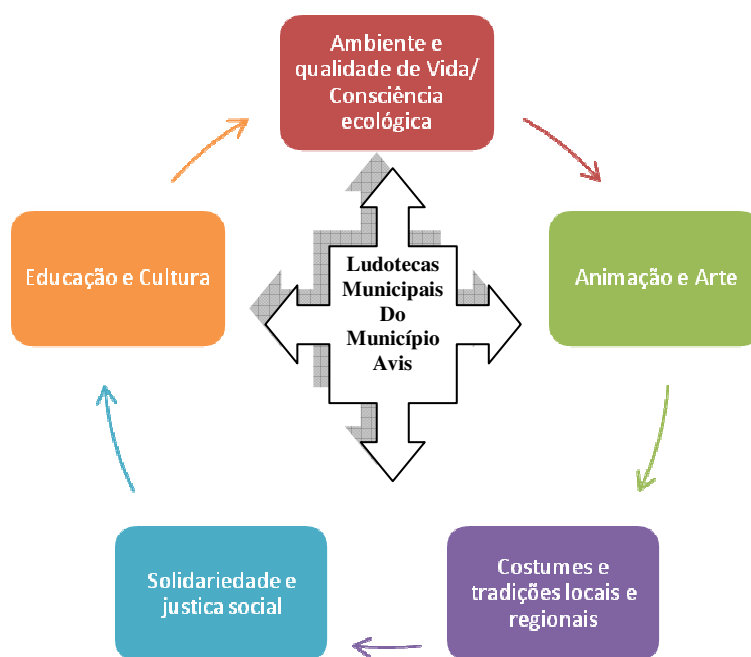 Ambiente e
qualidade de Vida/
Consciência
ecológica
Educação e Cultura
Ludotecas
Municipais
Do
Município
Avis
Animação e Arte
Solidariedade e
justica social
Costumes e
tradições locais e
regionais